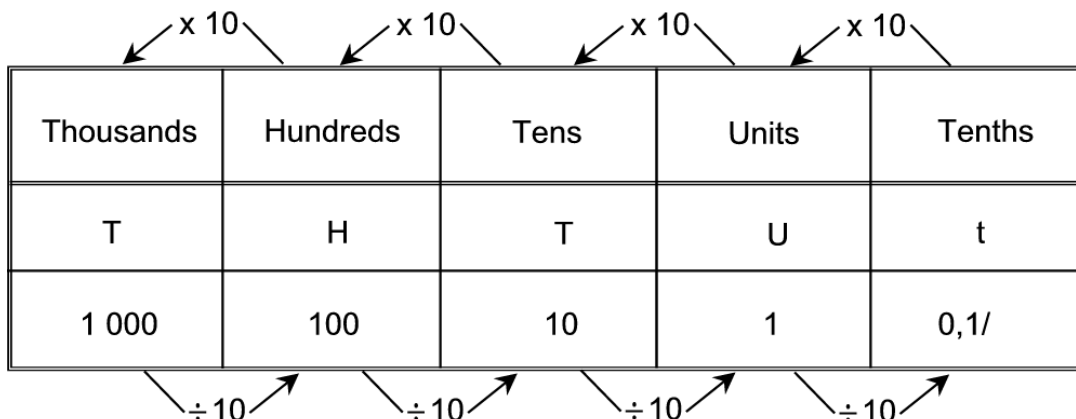 x 10 x 10 x 10 x 10
Thousands Hundreds Tens Units Tenths
T H T U t
1 000 100 10 1 0,1/
÷10 ÷10 ÷10 ÷10